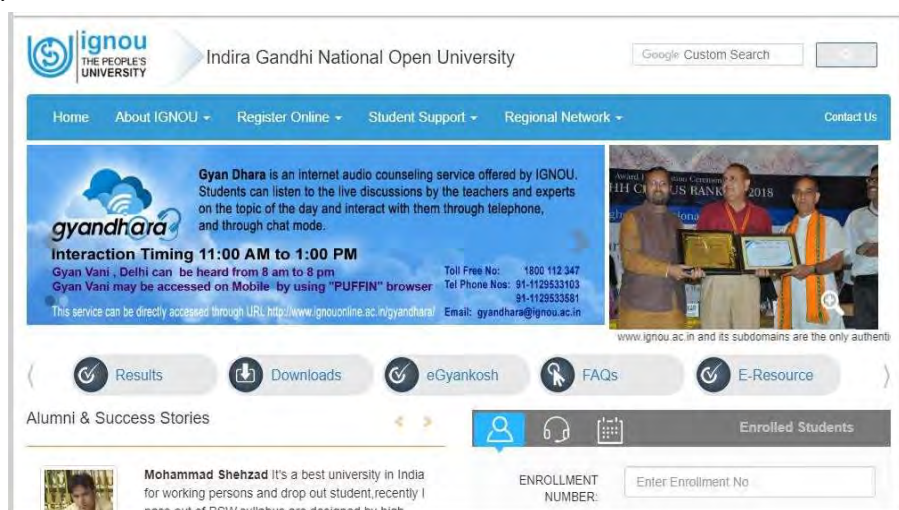 ignou
THE PEOPLE'S
UNIVERSITY
Indira Gandhi National Open University
Google Custom Search
Home About IGNOU Register Online Student Support Regional Network Contact Us
gyandhara
Gyan Dhara is an internet audio counseling service offered by IGNOU.
Students can listen to the live discussions by the teachers and experts
on the topic of the day and interact with them through telephone,
and through chat mode.
Interaction Timing 11:00 AM to 1:00 PM
Gyan Vani , Delhi can be heard from 8 am to 8 pm
Gyan Vani may be accessed on Mobile by using "PUFFIN" browser
This service can be directly accessed through URL http://www.ignouonline.ac.in/gyandhara/
Toll Free No: 1800 112 347
Tel Phone Nos: 91-1129533103
91-1129533581
Email: gyandhara@ignou.ac.in
2018
www.ignou.ac.in and its subdomains are the only authenti
Results Downloads eGyankosh FAQs E-Resource
Alumni & Success Stories
Mohammad Shehzad It's a best university in India
for working persons and drop out student,recently I
Enrolled Students
ENROLLMENT
NUMBER:
Enter Enrollment No